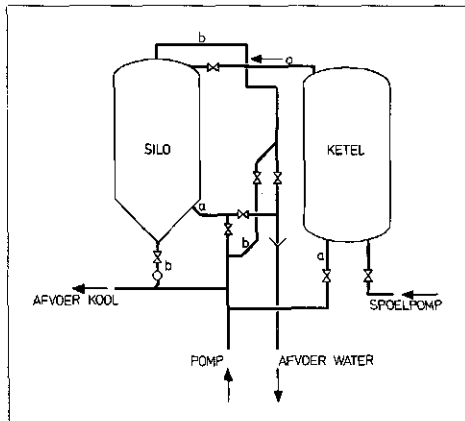 b
a
SILO
KETEL
a
b
a
b
AFVOER KOOL
SPOELPOMP
POMP
AFVOER WATER